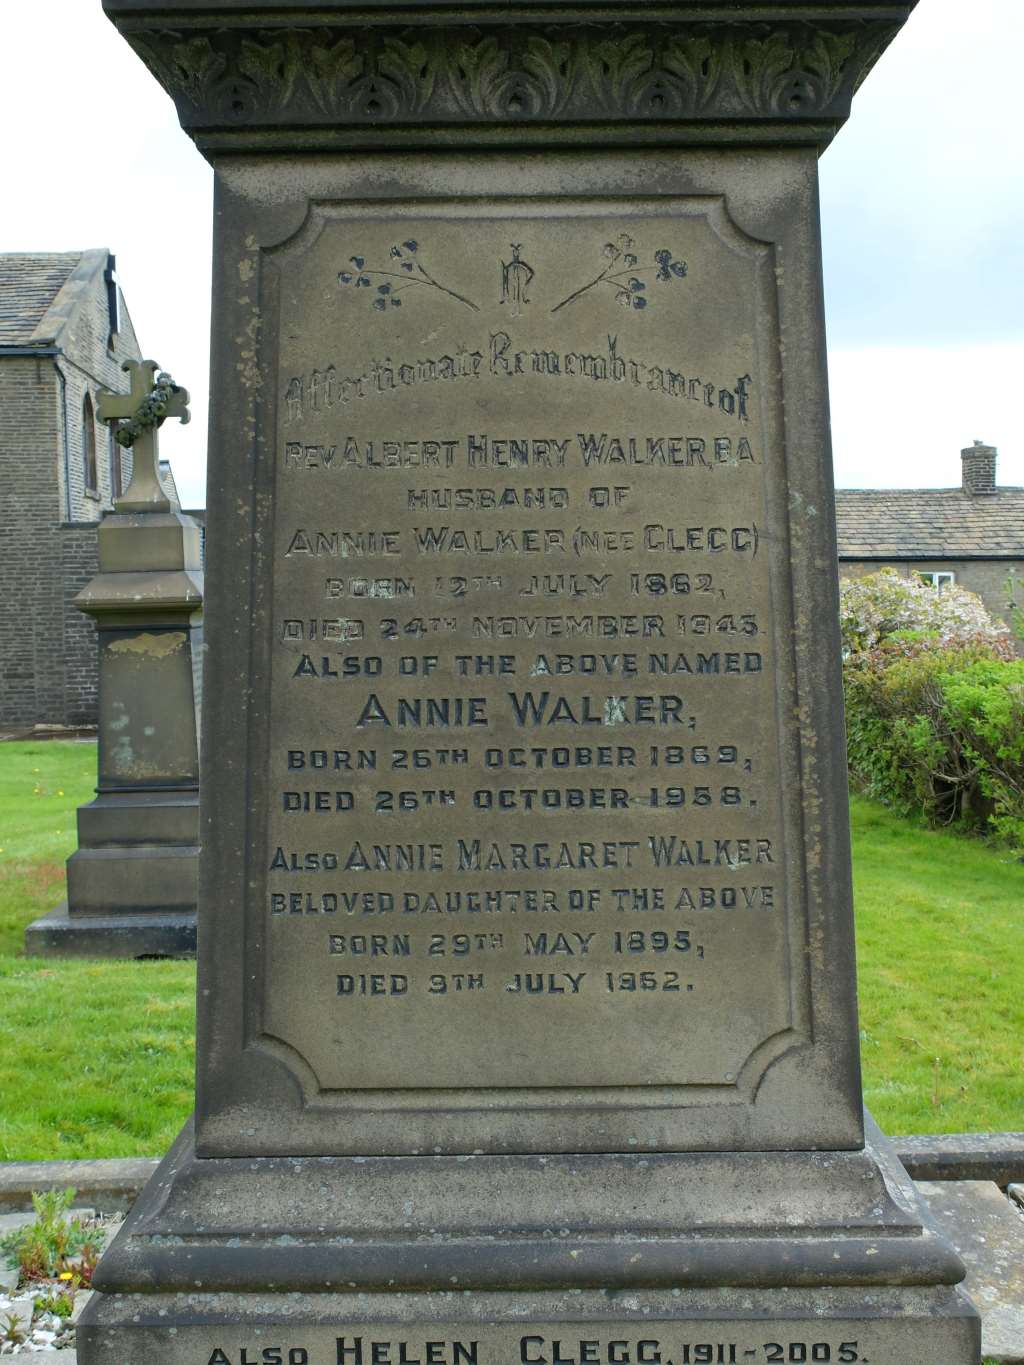 In
Affectionate Remembrance of
REV ALBERT HENRY WALKER, BA
HUSBAND OF
ANNIE WALKER (NEE CLEGG)
BORN 12TH JULY 1862,
DIED 24TH NOVEMBER 1943.
ALSO OF THE ABOVE NAMED
ANNIE WALKER,
BORN 26TH OCTOBER 1869,
DIED 26TH OCTOBER 1958.
ALSO ANNIE MARGARET WALKER
BELOVED DAUGHTER OF THE ABOVE
BORN 29TH MAY 1895,
DIED 9TH JULY 1962.
ALSO HELEN CLEGG, 1911-2005.